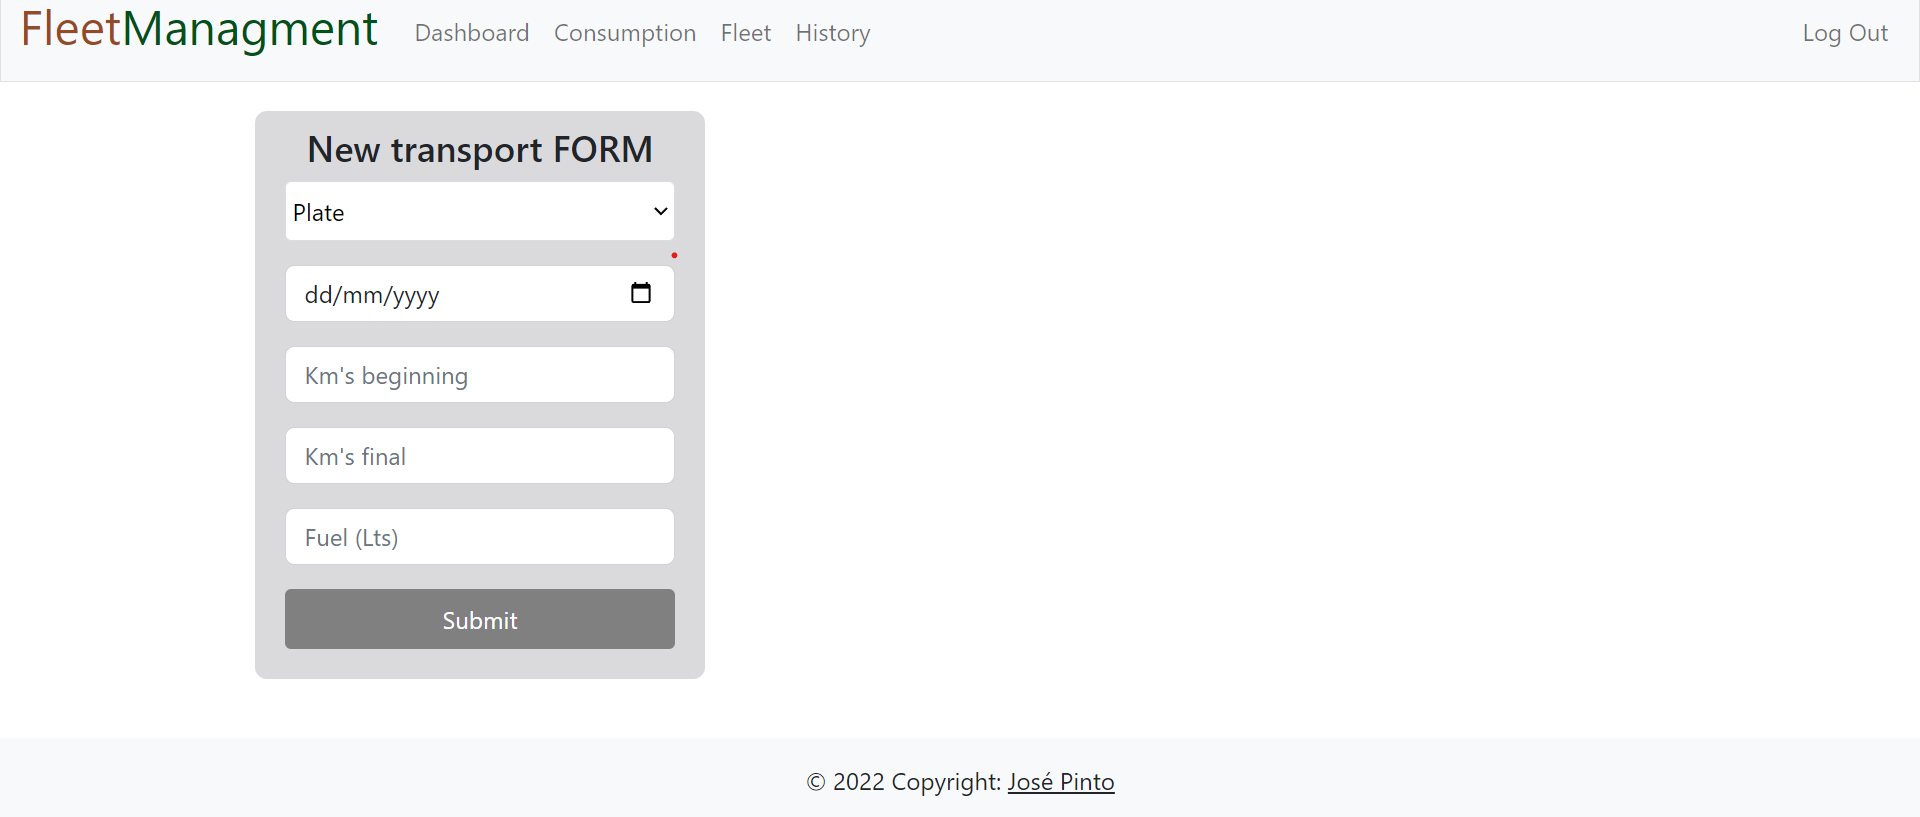 FleetManagment Dashboard Consumption Fleet History Log Out
New transport FORM
Plate
dd/mm/yyyy
Km's beginning
Km's final
Fuel (Lts)
Submit
© 2022 Copyright: José Pinto